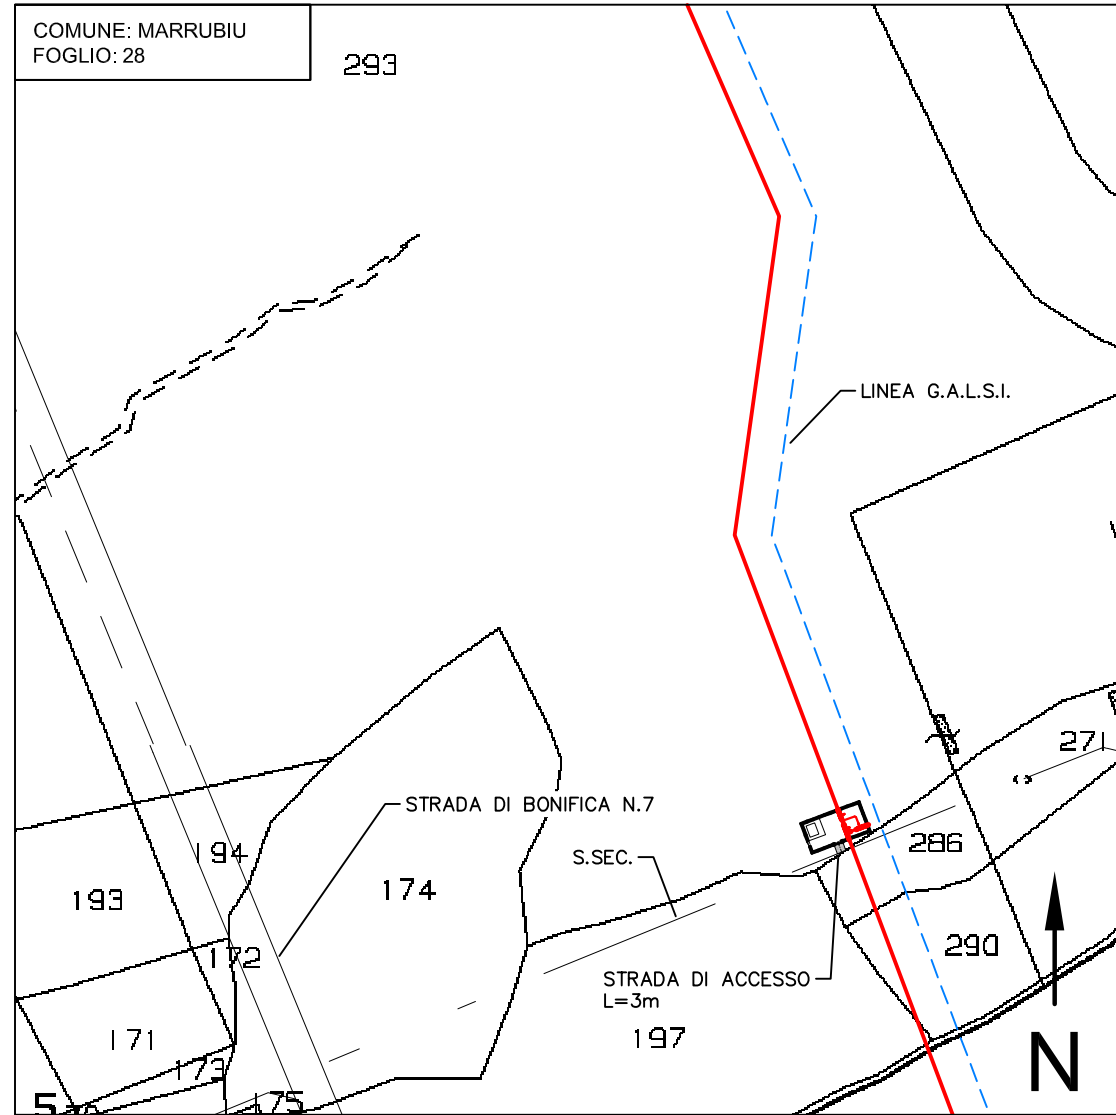 COMUNE: MARRUBIU
FOGLIO: 28
293
LINEA G.A.L.S.I.
271
STRADA DI BONIFICA N.7
194
S.SEC.
286
193
174
172
290
STRADA DI ACCESSO
L=3m
171
197
173
N
175
5